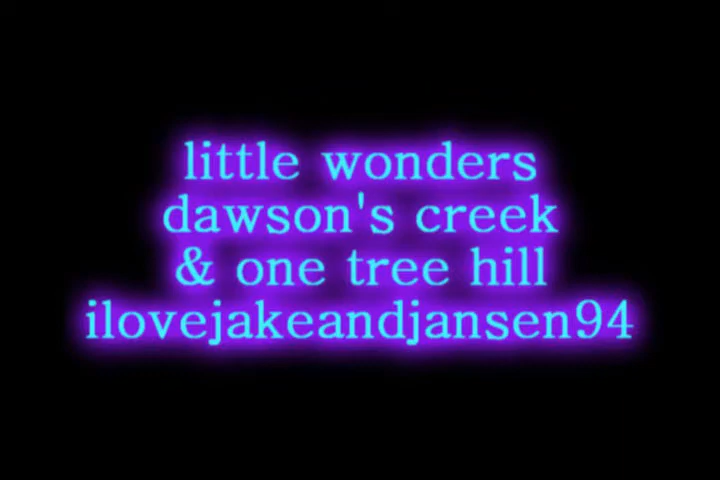 little wonders
dawson's creek
& one tree hill
ilovejakeandjansen94